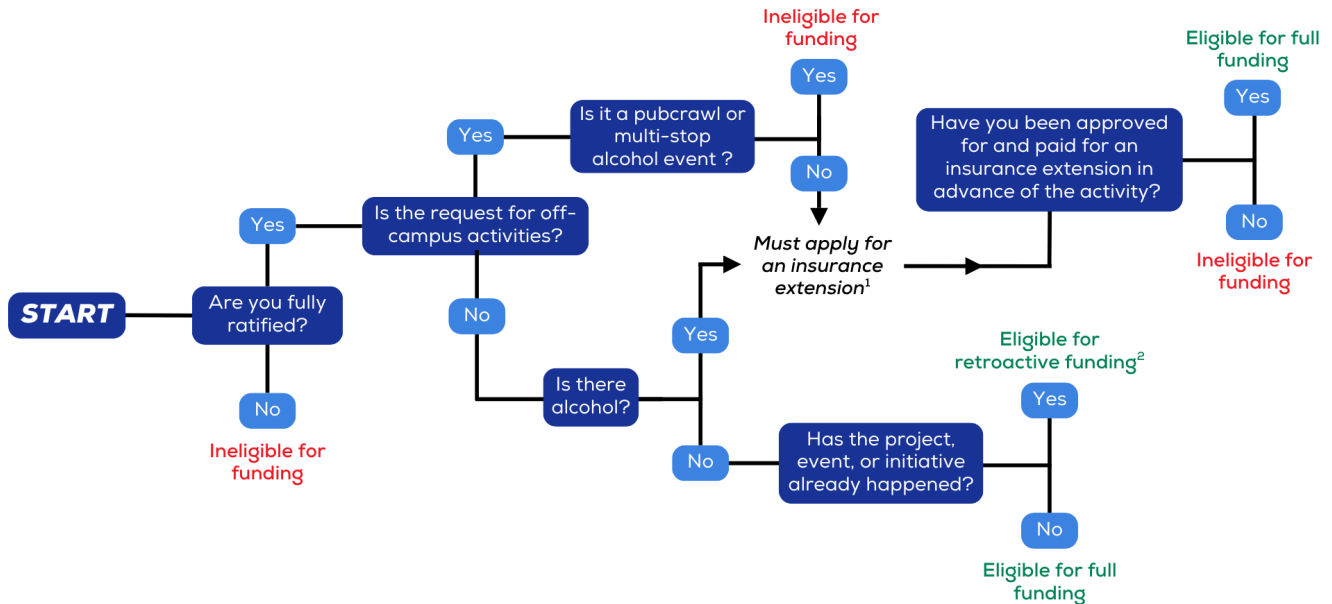 START
Are you fully
ratified?
Yes
No
Ineligible for
funding
Is the request for off-
campus activities?
Yes
No
Is it a pubcrawl or
multi-stop
alcohol event ?
Yes
Ineligible for
funding
No
Must apply for
an insurance
extension¹
Is there
alcohol?
Yes
No
Have you been approved
for and paid for an
insurance extension in
advance of the activity?
Yes
Eligible for full
funding
No
Ineligible for
funding
Has the project,
event, or initiative
already happened?
Yes
Eligible for
retroactive funding²
No
Eligible for full
funding